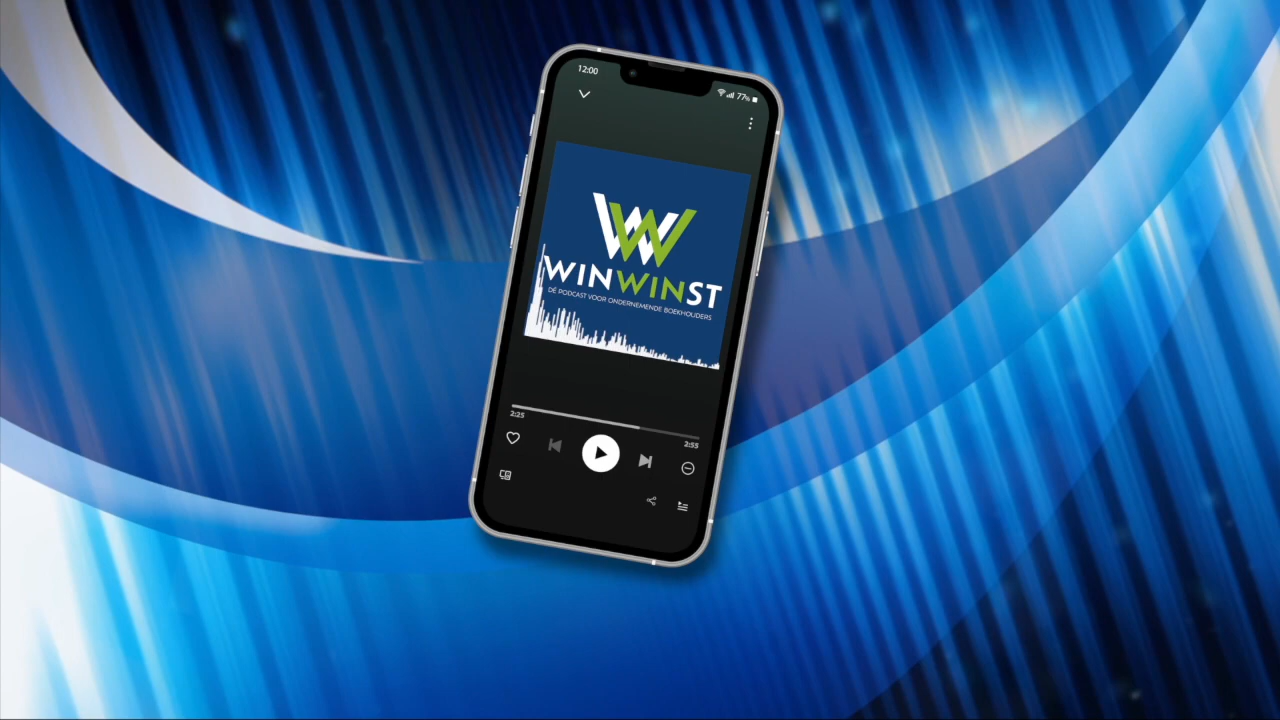 12:00
77%
W
WINWINST
DÉ PODCAST VOOR ONDERNEMENDE BOEKHOUDERS
2:25
2:55